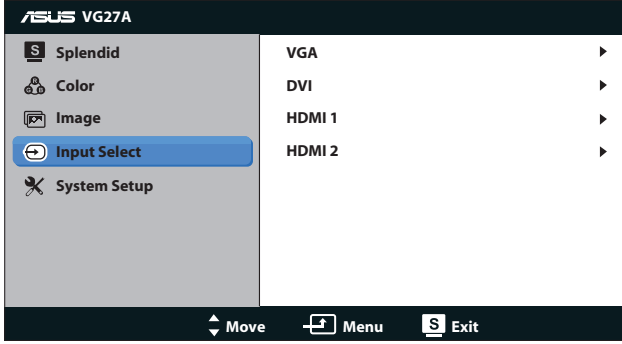 ASUS VG27A
S Splendid
Color
Image
Input Select
System Setup
VGA
DVI
HDMI 1
HDMI 2
Move
Menu
S Exit